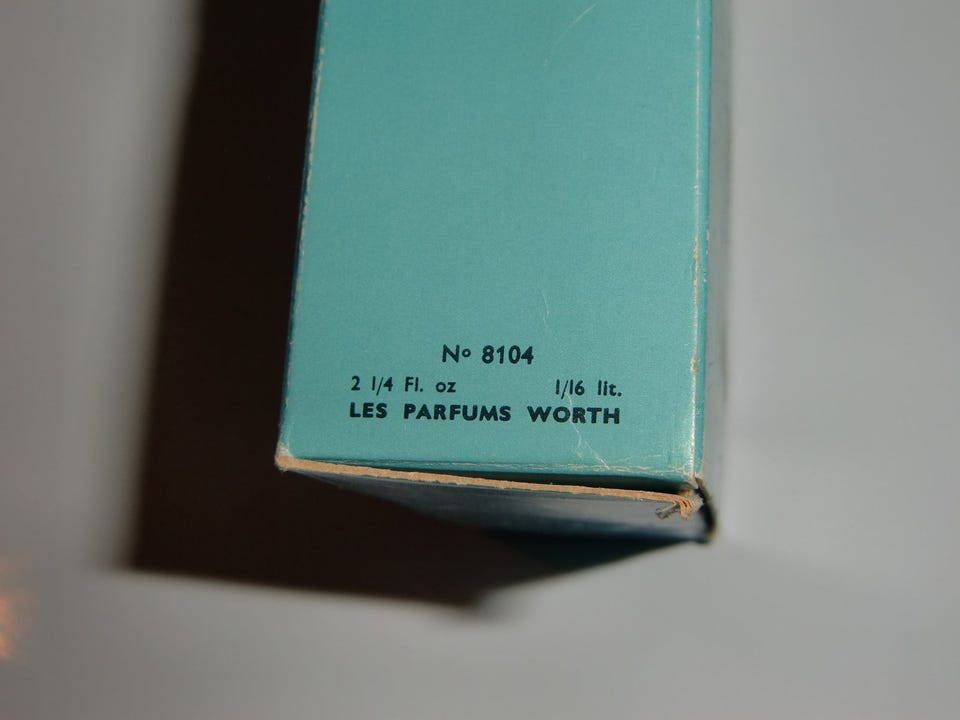 Nº 8104
2 1/4 Fl. oz 1/16 lit.
LES PARFUMS WORTH